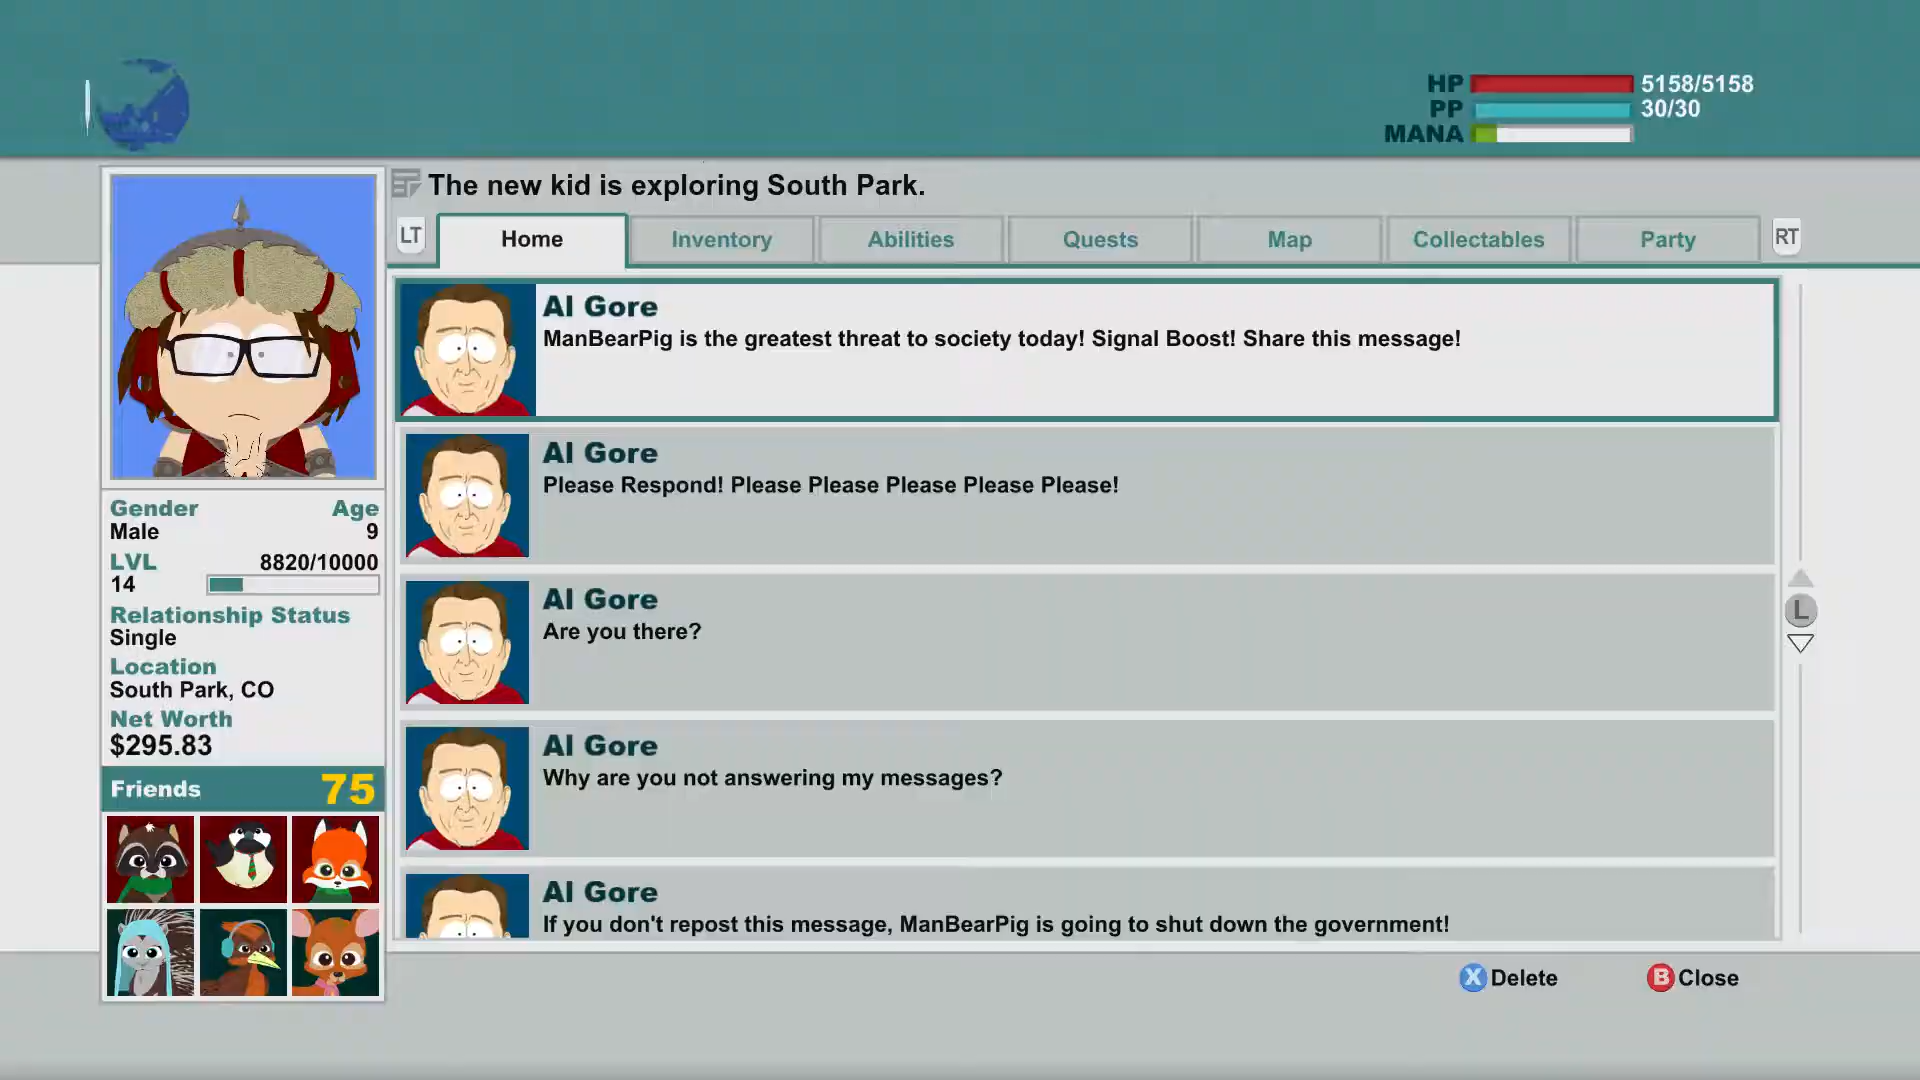 HP 5158/5158
PP 30/30
MANA
The new kid is exploring South Park.
LT Home Inventory Abilities Quests Map Collectables Party RT
Gender Age
Male 9
LVL 8820/10000
14
Relationship Status
Single
Location
South Park, CO
Net Worth
$295.83
Friends 75
Al Gore
ManBearPig is the greatest threat to society today! Signal Boost! Share this message!
Al Gore
Please Respond! Please Please Please Please Please!
Al Gore
Are you there?
Al Gore
Why are you not answering my messages?
Al Gore
If you don't repost this message, ManBearPig is going to shut down the government!
L
X Delete B Close